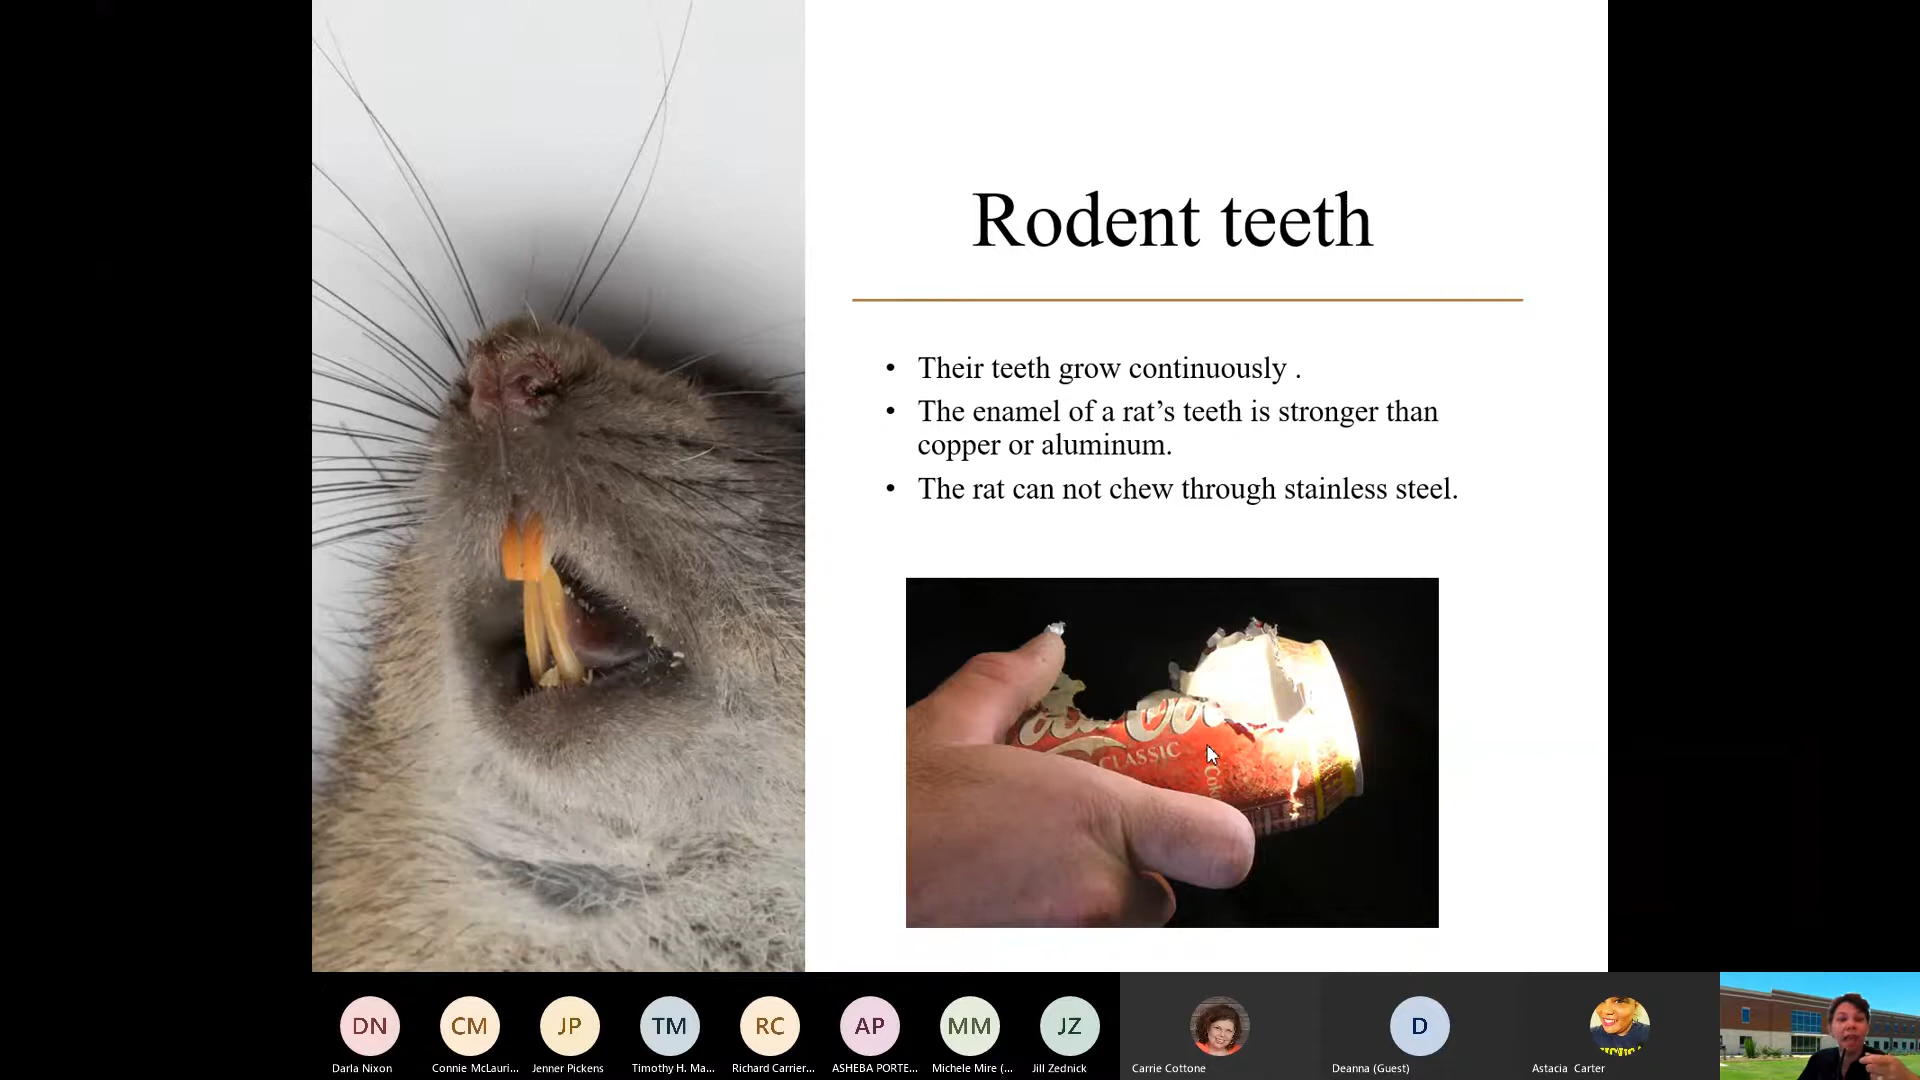 Rodent teeth
• Their teeth grow continuously .
• The enamel of a rat’s teeth is stronger than
copper or aluminum.
• The rat can not chew through stainless steel.
CLASSIC
DN
CM
JP
TM
RC
AP
MM
JZ
D
Darla Nixon
Connie McLauri...
Jenner Pickens
Timothy H. Ma...
Richard Carrier...
ASHEBA PORTE...
Michele Mire (...
Jill Zednick
Carrie Cottone
Deanna (Guest)
Astacia Carter